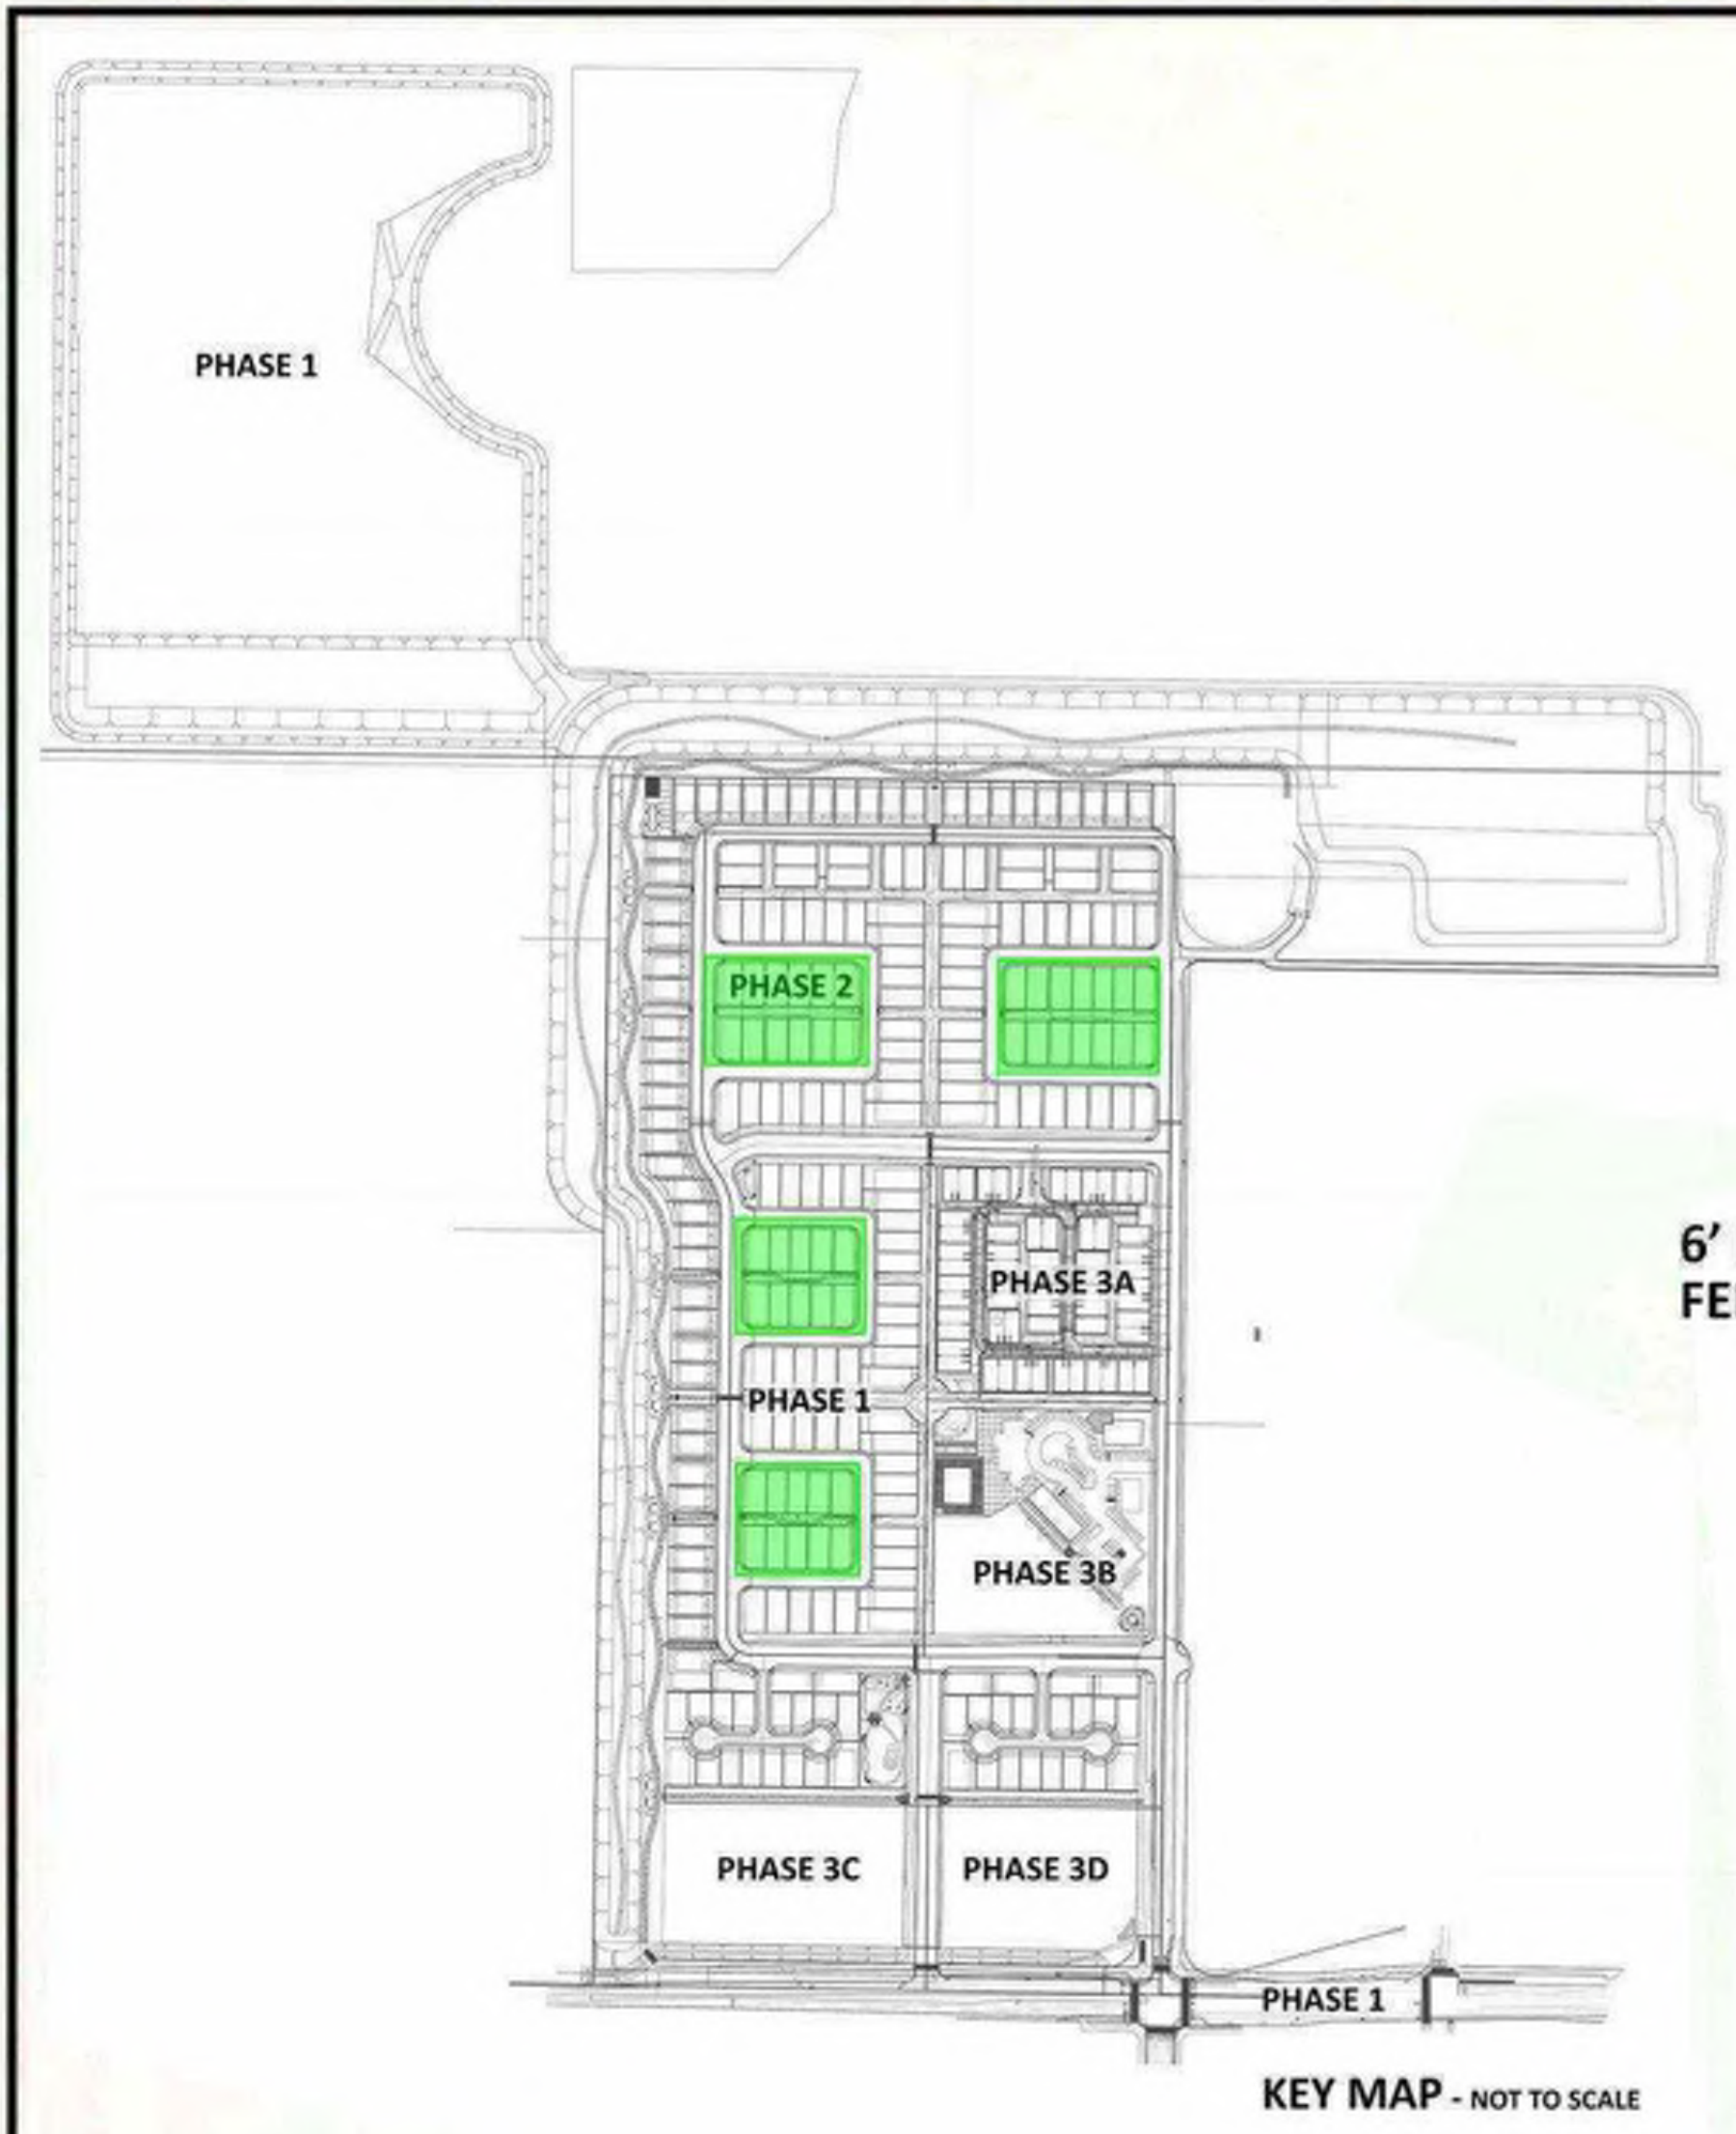 PHASE 1
PHASE 2
6'
FE
PHASE 3A
PHASE 1
PHASE 3B
PHASE 3C
PHASE 3D
PHASE 1
KEY MAP - NOT TO SCALE